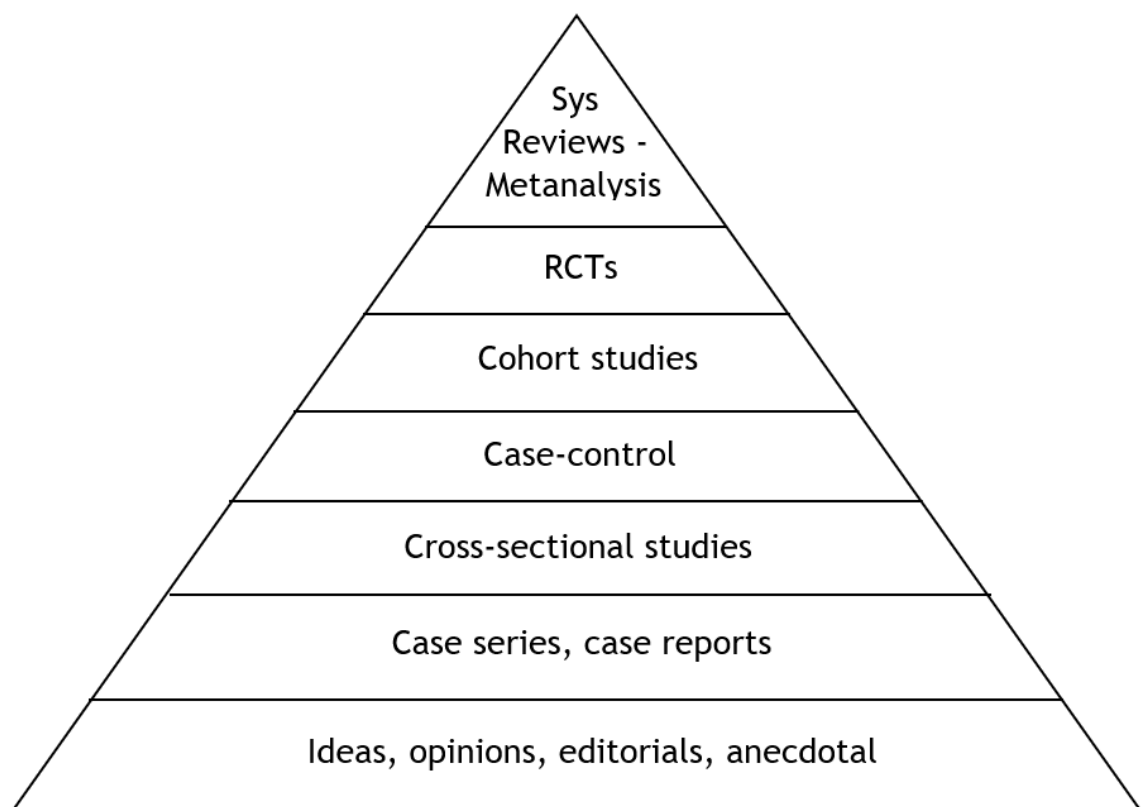 Sys
Reviews -
Metanalysis
RCTs
Cohort studies
Case-control
Cross-sectional studies
Case series, case reports
Ideas, opinions, editorials, anecdotal